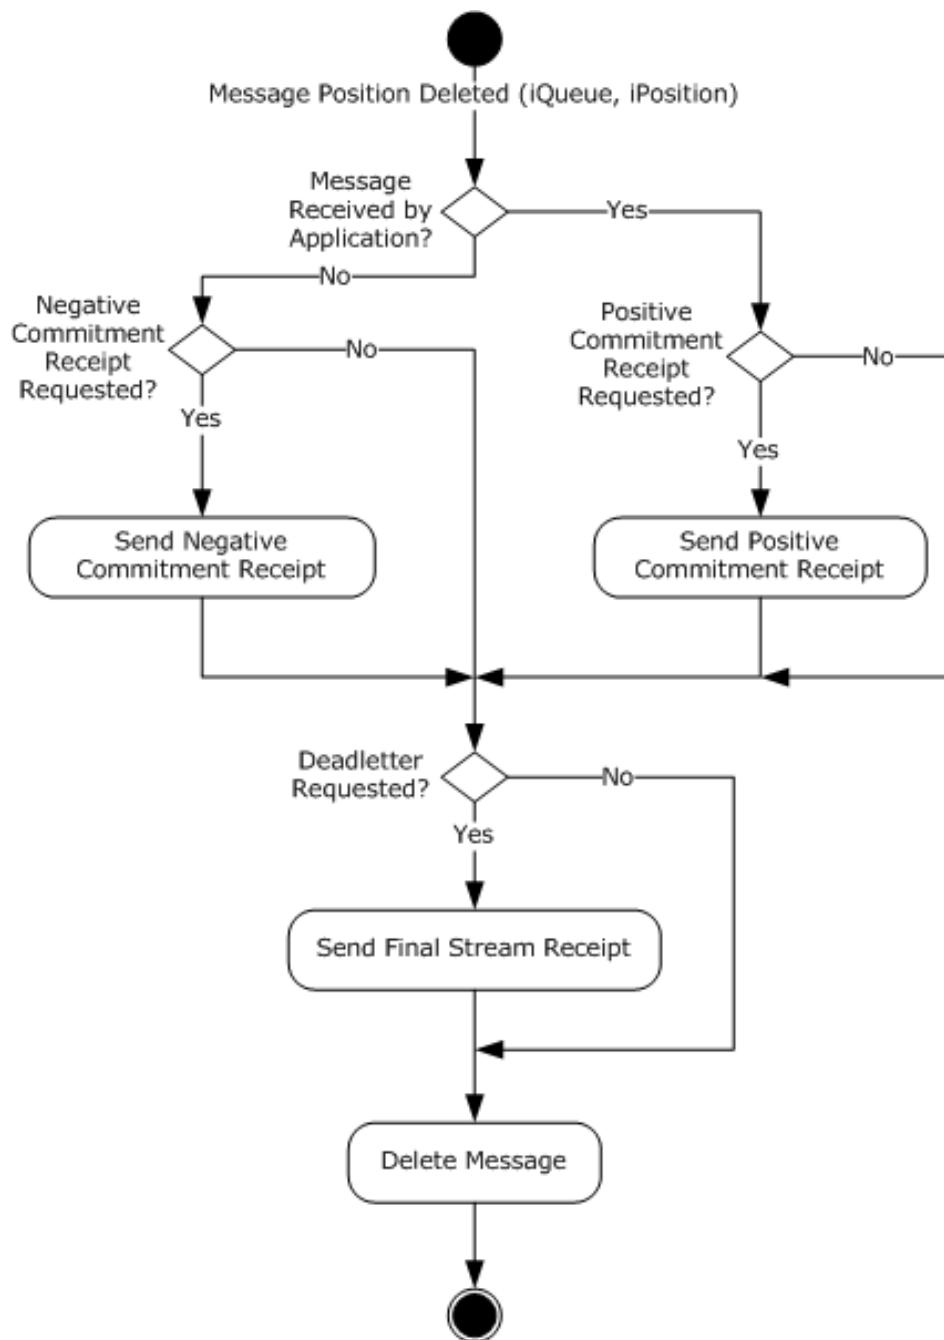 Message Position Deleted (iQueue, iPosition)
Message
Received by
Application?
Yes
No
Negative
Commitment
Receipt
Requested?
No
Positive
Commitment
Receipt
Requested?
No
Yes
Yes
Send Negative
Commitment Receipt
Send Positive
Commitment Receipt
Deadletter
Requested?
No
Yes
Send Final Stream Receipt
Delete Message